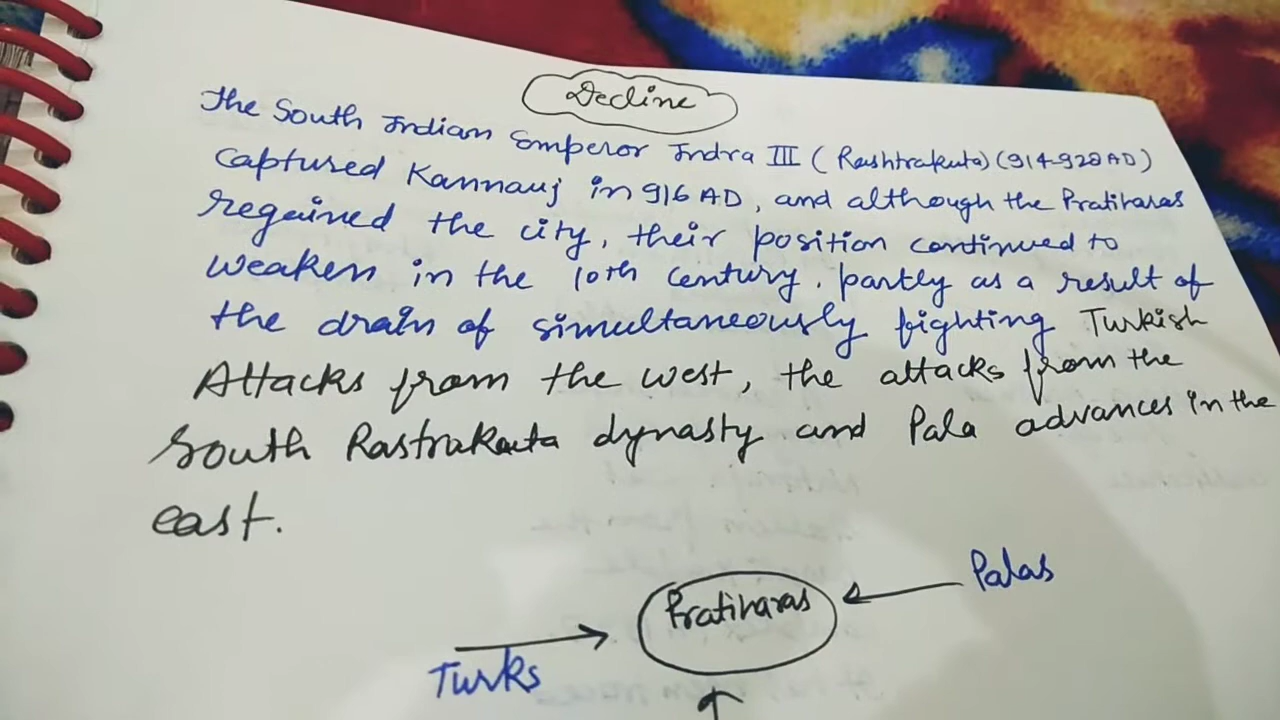 Decline
The South Indian Emperor Indra III (Rashtrakuta) (914-928 AD)
captured Kannauj in 916 AD, and although the Pratiharas
regained the city, their position continued to
weaken in the 10th century, partly as a result of
the drain of simultaneously fighting Turkish
Attacks from the west, the attacks from the
South Rastrakuta dynasty and Pala advances in the
east.
Palas
Pratiharas
Turks